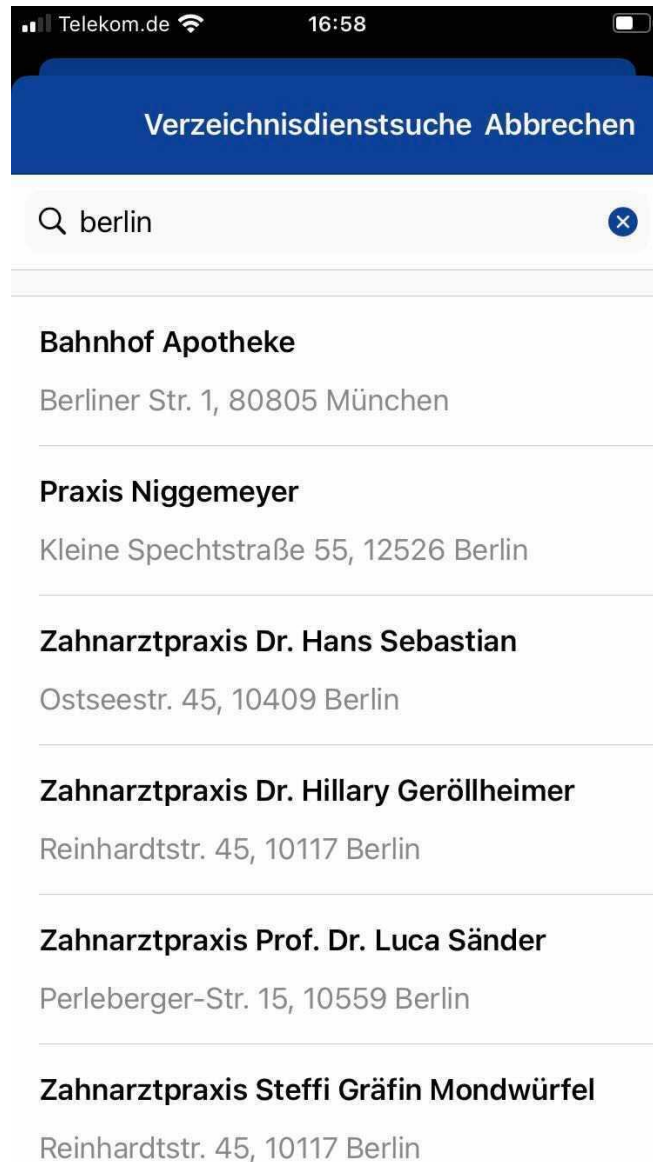 Telekom.de 16:58
Verzeichnisdienstsuche Abbrechen
berlin
Bahnhof Apotheke
Berliner Str. 1, 80805 München
Praxis Niggemeyer
Kleine Spechtstraße 55, 12526 Berlin
Zahnarztpraxis Dr. Hans Sebastian
Ostseestr. 45, 10409 Berlin
Zahnarztpraxis Dr. Hillary Geröllheimer
Reinhardtstr. 45, 10117 Berlin
Zahnarztpraxis Prof. Dr. Luca Sänder
Perleberger-Str. 15, 10559 Berlin
Zahnarztpraxis Steffi Gräfin Mondwürfel
Reinhardtstr. 45, 10117 Berlin